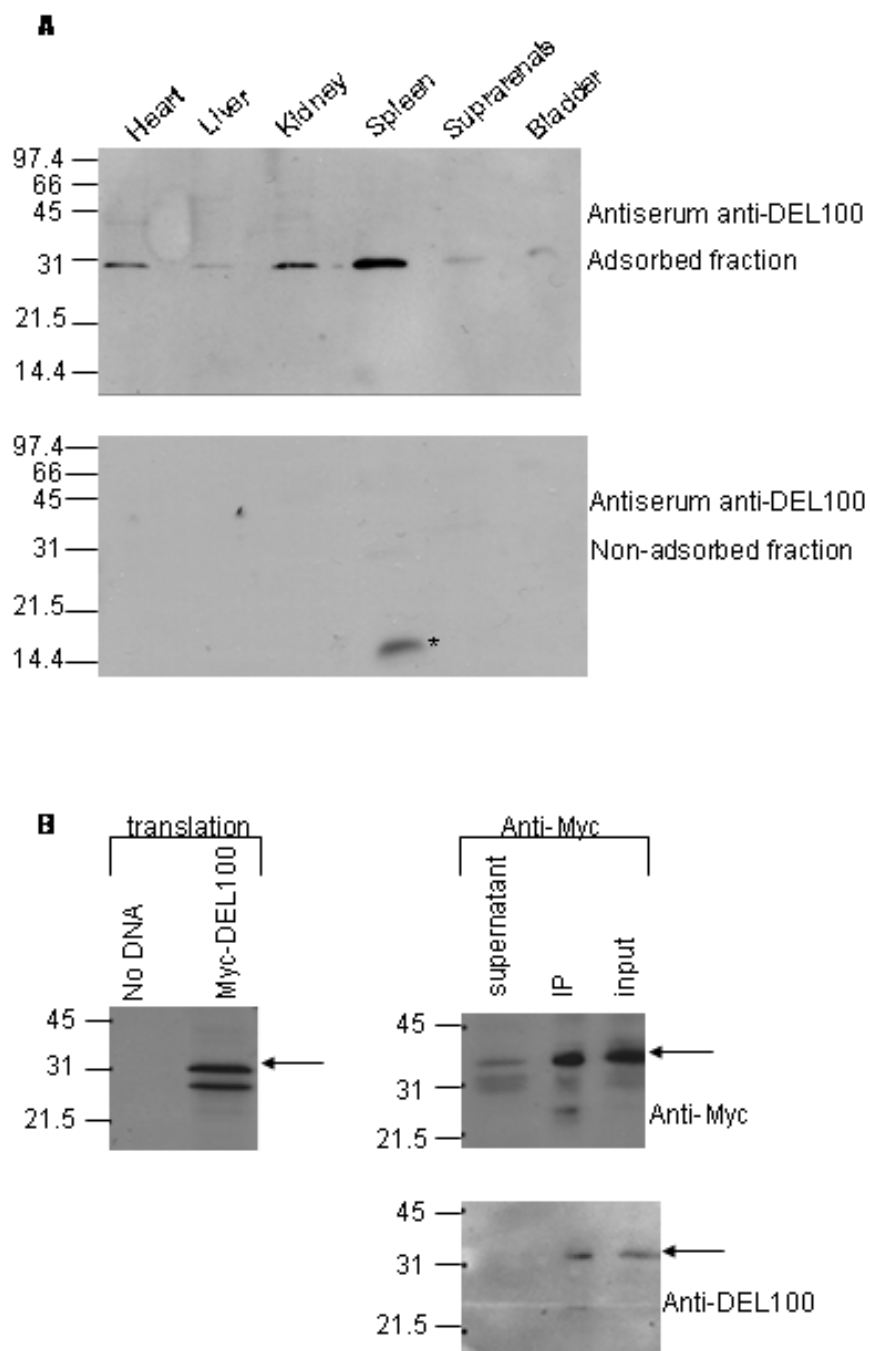 A
Heart Liver Kidney Spleen Suprarenals Bladder
97.4
66
45
31
21.5
14.4
Antiserum anti-DEL100
Adsorbed fraction
97.4
66
45
31
21.5
14.4
Antiserum anti-DEL100
Non-adsorbed fraction
*
B
translation
No DNA
Myc-DEL100
45
31
21.5
Anti-Myc
supernatant
IP
input
45
31
21.5
Anti-Myc
45
31
21.5
Anti-DEL100